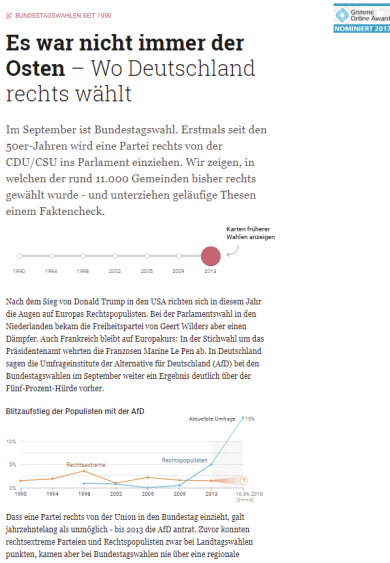 BUNDESTAGSWAHLEN SEIT 1990
Grimme
Online Award
NOMINIERT 2017
Es war nicht immer der
Osten – Wo Deutschland
rechts wählt
Im September ist Bundestagswahl. Erstmals seit den
50er-Jahren wird eine Partei rechts von der
CDU/CSU ins Parlament einziehen. Wir zeigen, in
welchen der rund 11.000 Gemeinden bisher rechts
gewählt wurde - und unterziehen geläufige Thesen
einem Faktencheck.
Karten früherer
Wahlen anzeigen
1990 1994 1998 2002 2005 2009 2013
Nach dem Sieg von Donald Trump in den USA richten sich in diesem Jahr
die Augen auf Europas Rechtspopulisten. Bei der Parlamentswahl in den
Niederlanden bekam die Freiheitspartei von Geert Wilders aber einen
Dämpfer. Auch Frankreich bleibt auf Europakurs: In der Stichwahl um das
Präsidentenamt wehrten die Franzosen Marine Le Pen ab. In Deutschland
sagen die Umfrageinstitute der Alternative für Deutschland (AfD) bei den
Bundestagswahlen im September weiter ein Ergebnis deutlich über der
Fünf-Prozent-Hürde vorher.
Blitzaufstieg der Populisten mit der AfD
Aktuellste Umfrage 15%
10%
Rechtspopulisten
5%
Rechtsextreme
?
0%
1990 1994 1998 2002 2005 2009 2013 16.06.2018
Dass eine Partei rechts von der Union in den Bundestag einzieht, galt
jahrzehntelang als unmöglich - bis 2013 die AfD antrat. Zuvor konnten
rechtsextreme Parteien und Rechtspopulisten zwar bei Landtagswahlen
punkten, kamen aber bei Bundestagswahlen nie über eine regionale